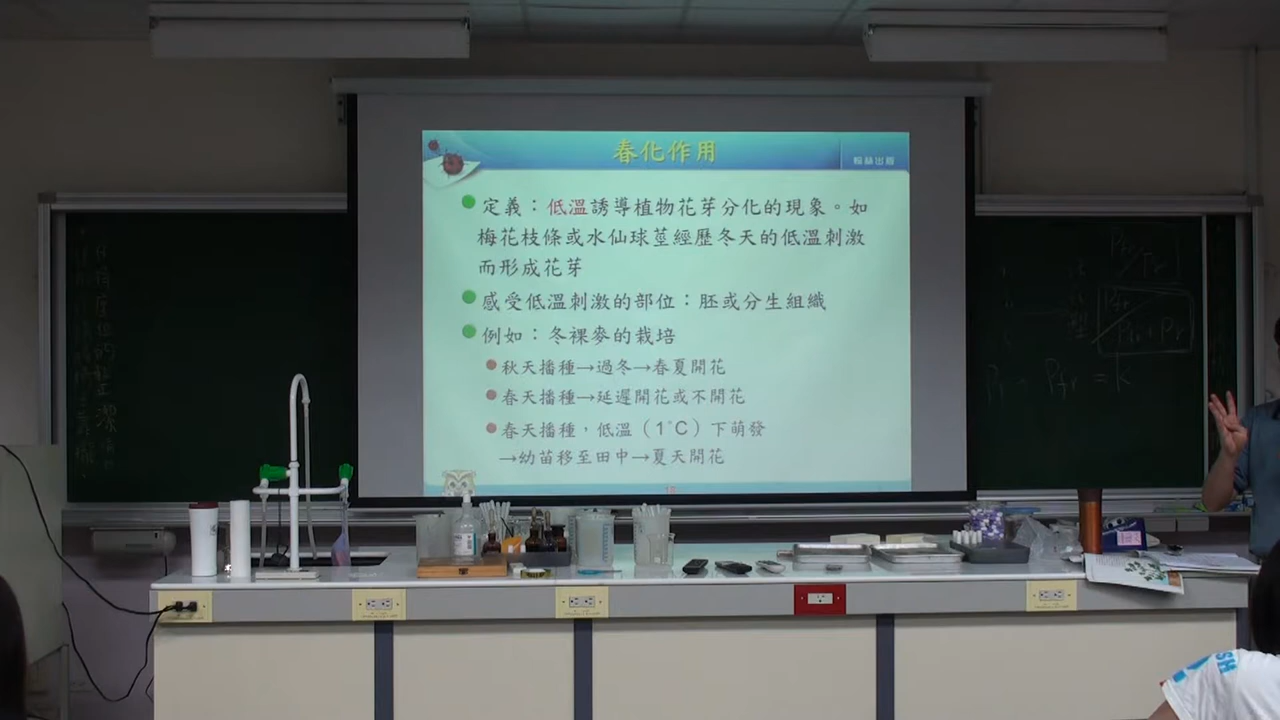 春化作用
翰林出版
定義：低溫誘導植物花芽分化的現象。如
梅花枝條或水仙球莖經歷冬天的低溫刺激
而形成花芽
感受低溫刺激的部位：胚或分生組織
例如：冬裸麥的栽培
秋天播種→過冬→春夏開花
春天播種→延遲開花或不開花
春天播種，低溫（1°C）下萌發
→幼苗移至田中→夏天開花
Pfr
Pr
Pfr = k
SH